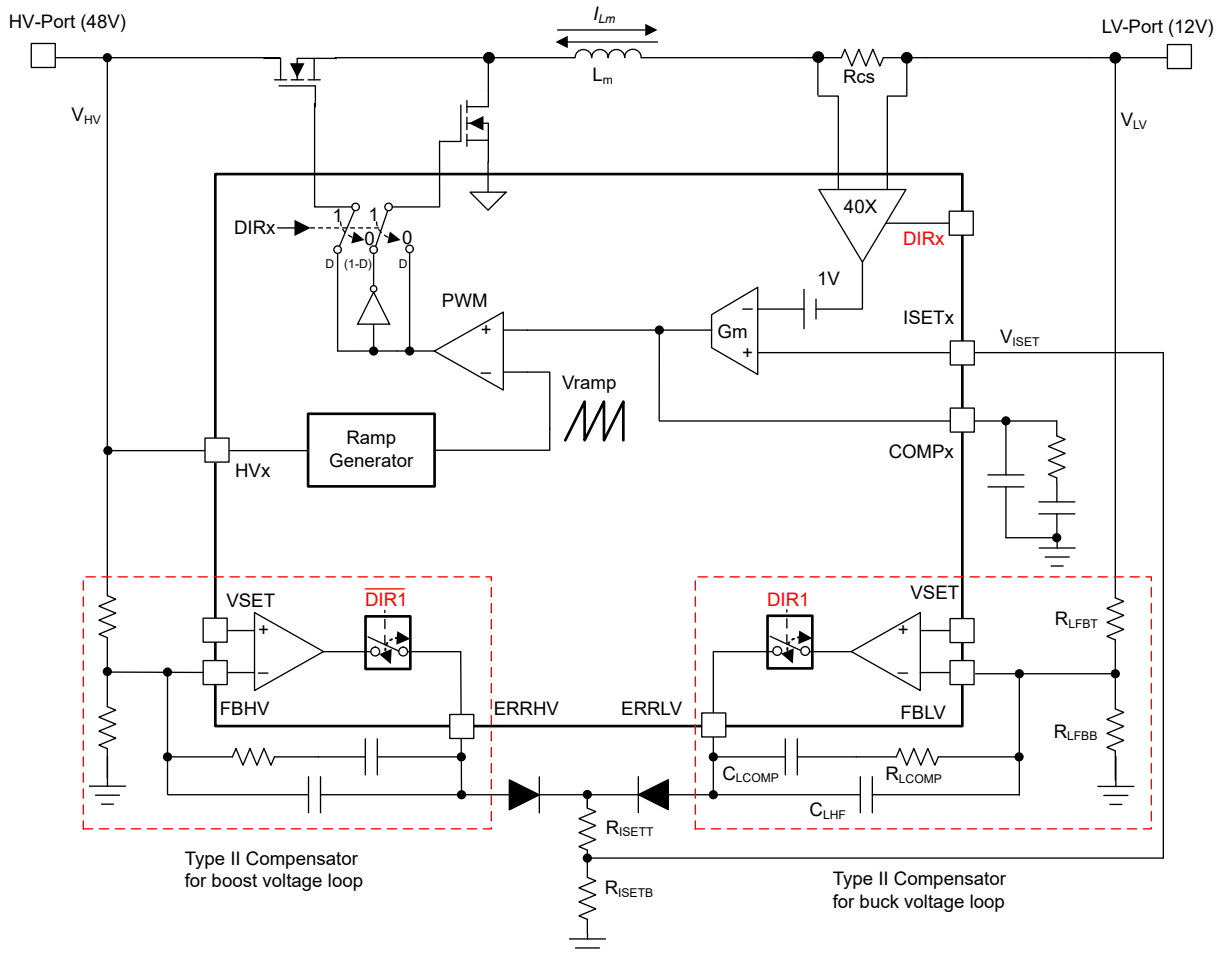 HV-Port (48V)
I_Lm
LV-Port (12V)
L_m
Rcs
V_HV
V_LV
40X
DIRx
1
1
0
0
DIRx
D
(1-D)
D
1V
PWM
ISETx
Gm
+
−
+
−
V_ISET
Vramp
Ramp
Generator
HVx
COMPx
VSET
DIR1
DIR1
VSET
+
−
+
−
R_LFBT
FBHV
ERRHV
ERRLV
FBLV
R_LFBB
C_LCOMP
R_LCOMP
C_LHF
R_ISETT
R_ISETB
Type II Compensator
for boost voltage loop
Type II Compensator
for buck voltage loop